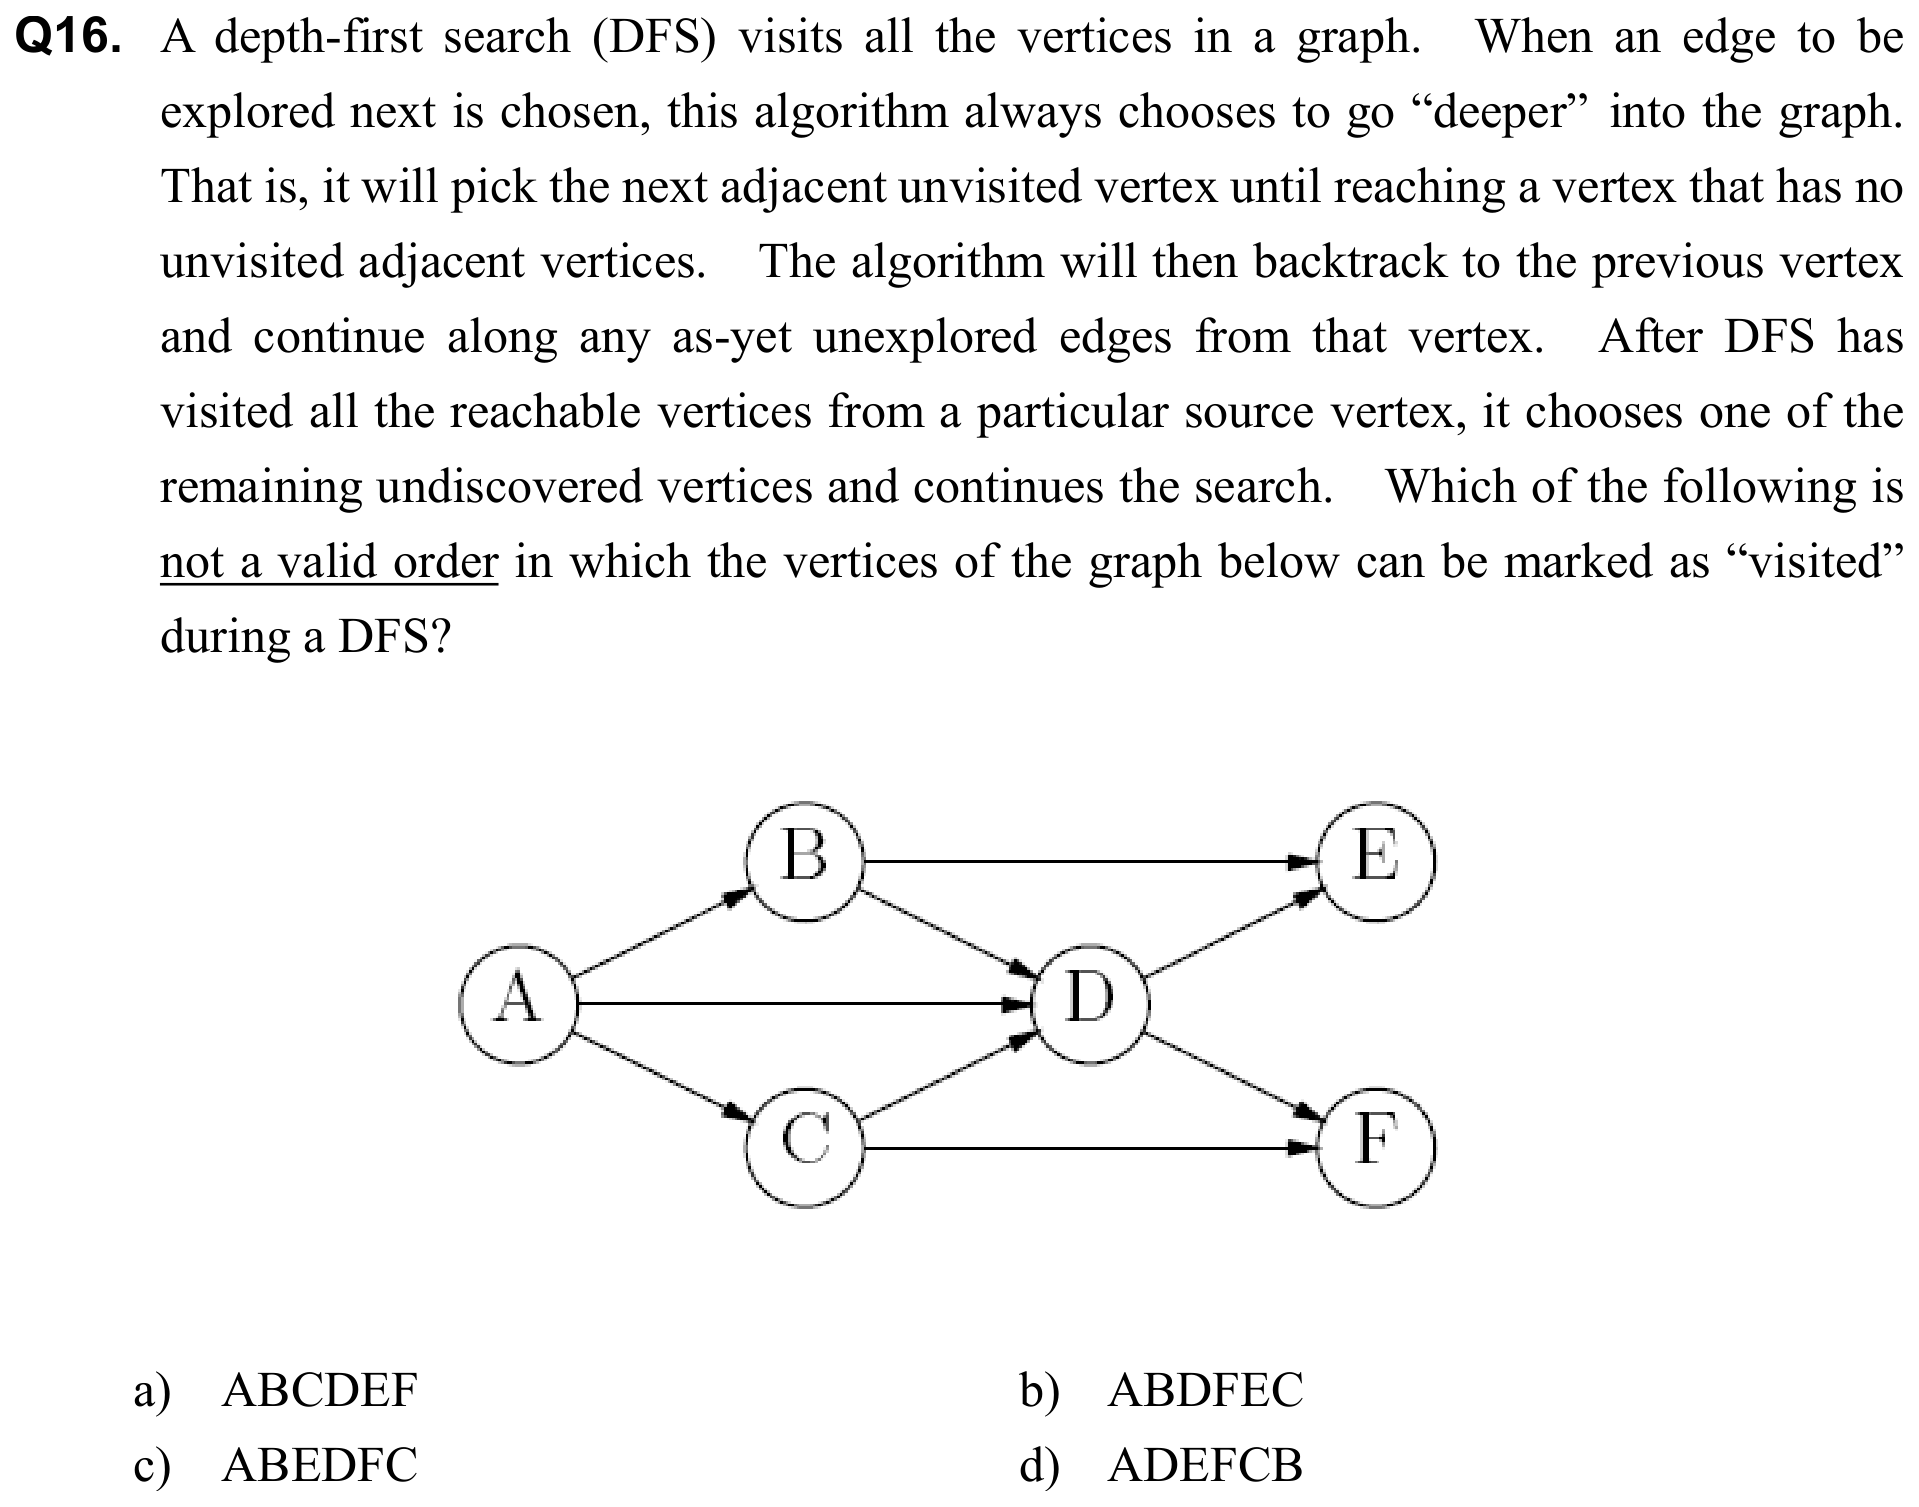 Q16. A depth-first search (DFS) visits all the vertices in a graph. When an edge to be
explored next is chosen, this algorithm always chooses to go “deeper” into the graph.
That is, it will pick the next adjacent unvisited vertex until reaching a vertex that has no
unvisited adjacent vertices. The algorithm will then backtrack to the previous vertex
and continue along any as-yet unexplored edges from that vertex. After DFS has
visited all the reachable vertices from a particular source vertex, it chooses one of the
remaining undiscovered vertices and continues the search. Which of the following is
not a valid order in which the vertices of the graph below can be marked as “visited”
during a DFS?
B E
A D
C F
a) ABCDEF b) ABDFEC
c) ABEDFC d) ADEFCB